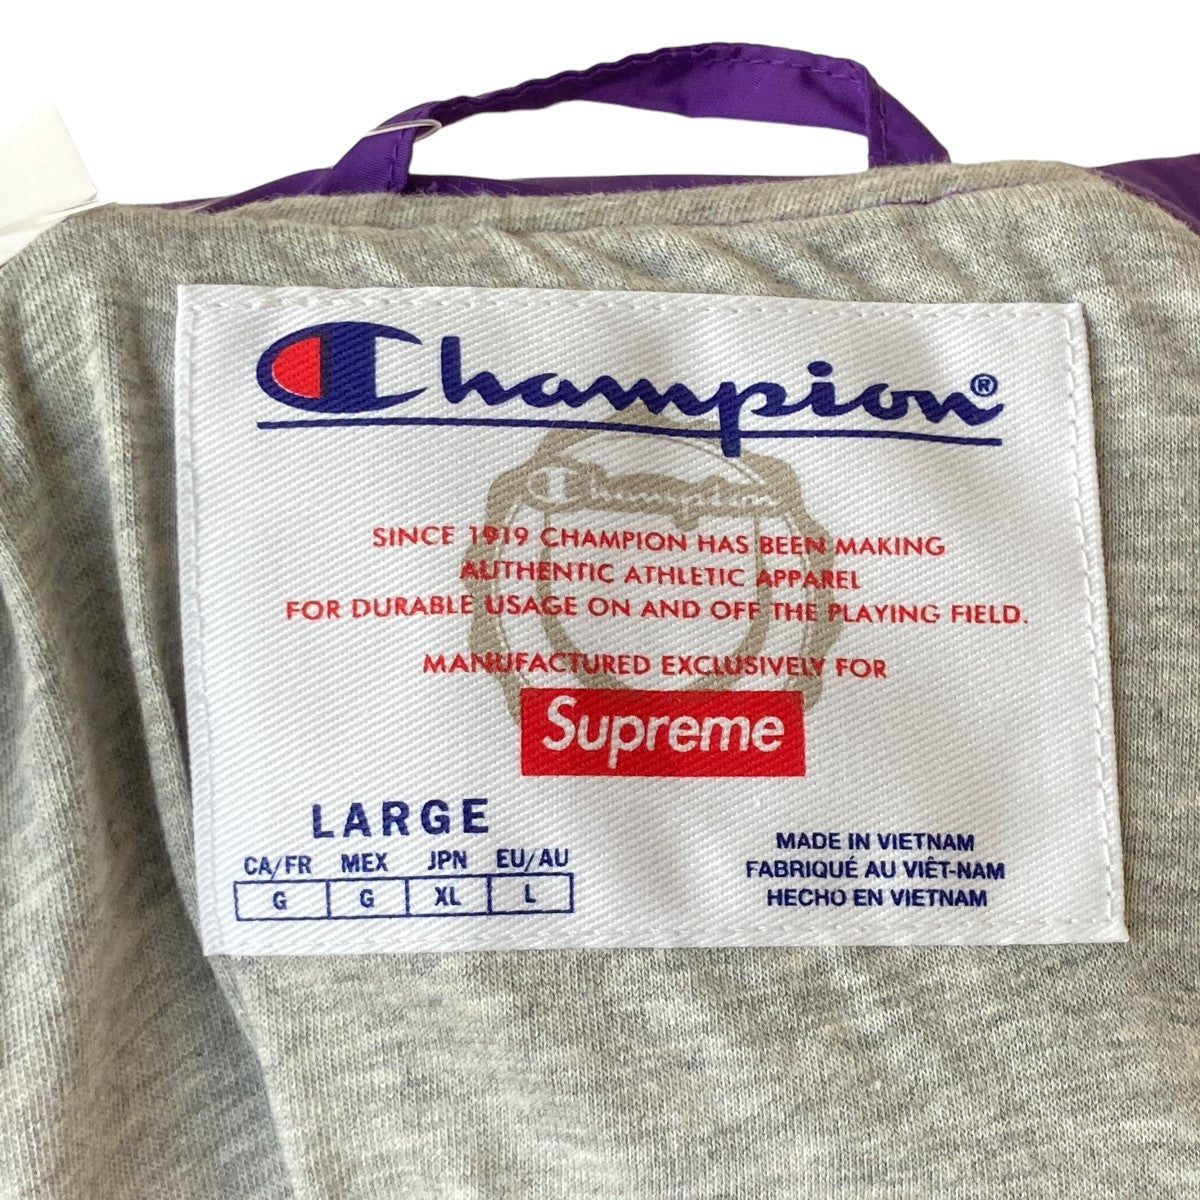 Champion®
Champion
SINCE 1919 CHAMPION HAS BEEN MAKING
AUTHENTIC ATHLETIC APPAREL
FOR DURABLE USAGE ON AND OFF THE PLAYING FIELD.
MANUFACTURED EXCLUSIVELY FOR
Supreme
LARGE
CA/FR MEX JPN EU/AU
G G XL L
MADE IN VIETNAM
FABRIQUÉ AU VIÊT-NAM
HECHO EN VIETNAM